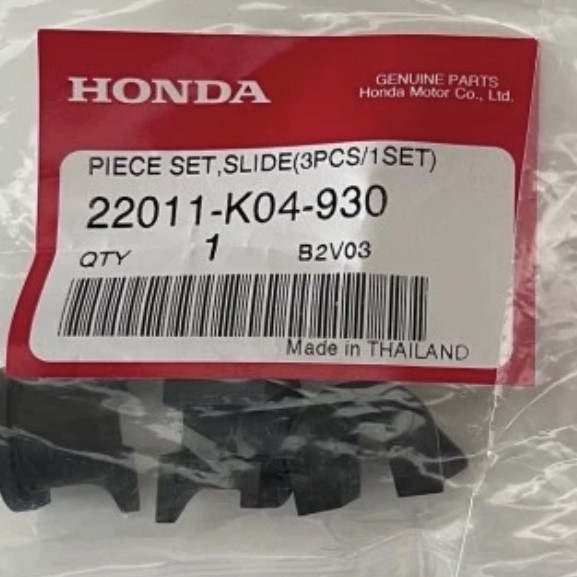 HONDA
GENUINE PARTS
Honda Motor Co., Ltd.
PIECE SET,SLIDE(3PCS/1SET)
22011-K04-930
QTY 1 B2V03
Made in THAILAND